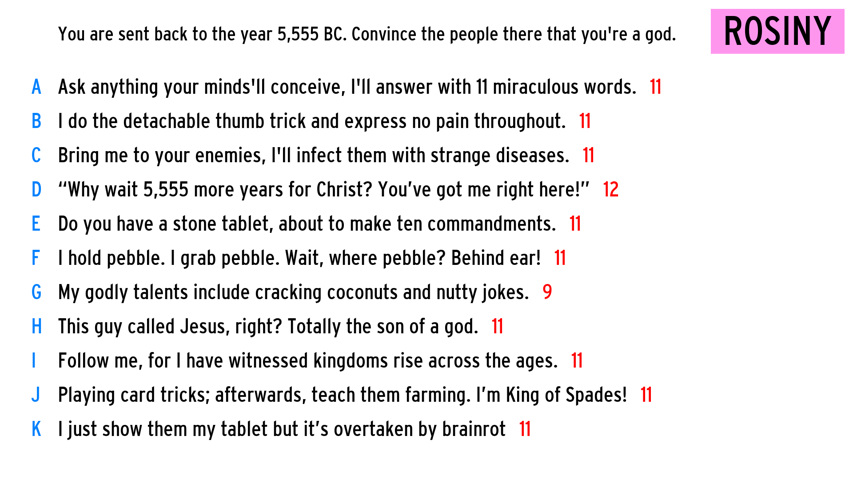 You are sent back to the year 5,555 BC. Convince the people there that you're a god.
ROSINY
A Ask anything your minds'll conceive, I'll answer with 11 miraculous words. 11
B I do the detachable thumb trick and express no pain throughout. 11
C Bring me to your enemies, I'll infect them with strange diseases. 11
D “Why wait 5,555 more years for Christ? You’ve got me right here!” 12
E Do you have a stone tablet, about to make ten commandments. 11
F I hold pebble. I grab pebble. Wait, where pebble? Behind ear! 11
G My godly talents include cracking coconuts and nutty jokes. 9
H This guy called Jesus, right? Totally the son of a god. 11
I Follow me, for I have witnessed kingdoms rise across the ages. 11
J Playing card tricks; afterwards, teach them farming. I’m King of Spades! 11
K I just show them my tablet but it’s overtaken by brainrot 11